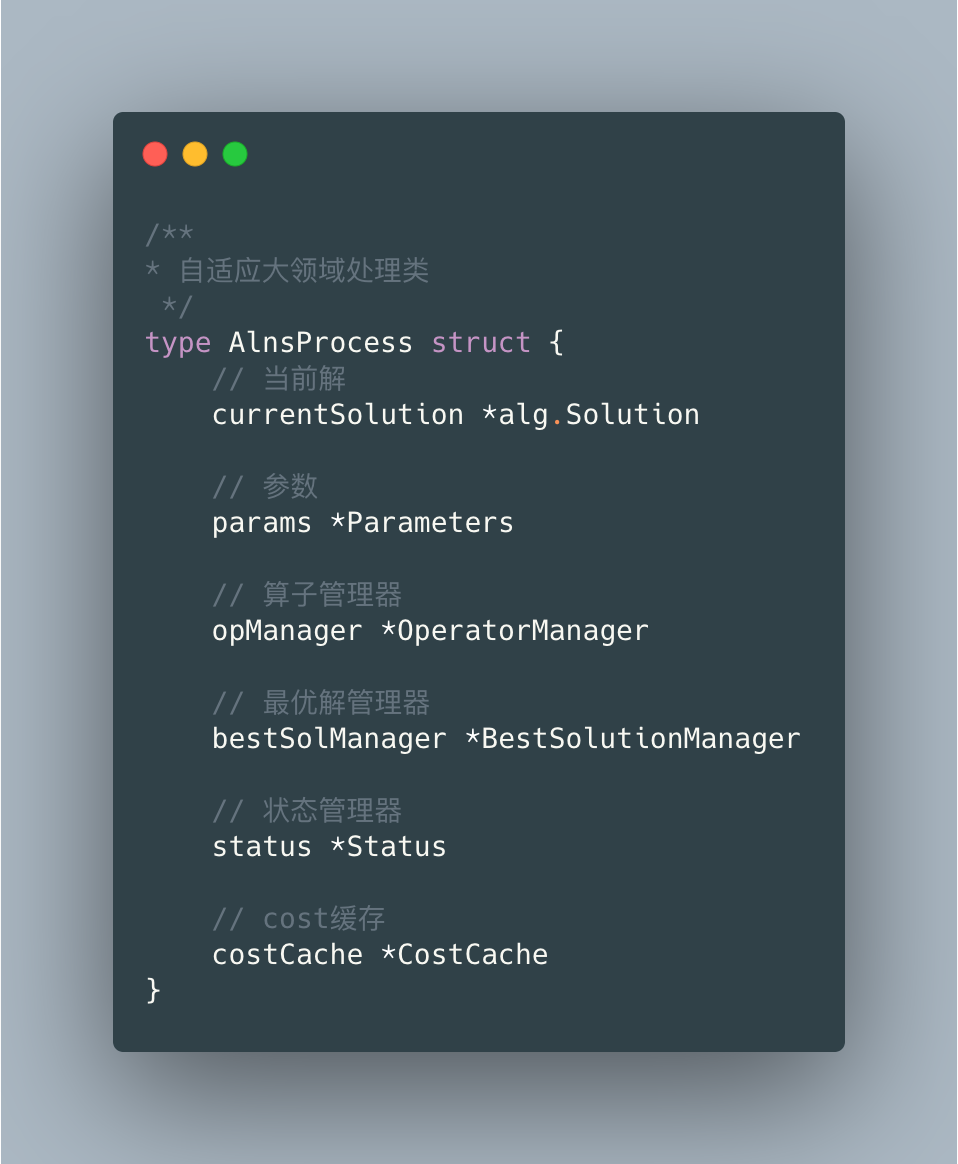 /**
* 自适应大领域处理类
 */
type AlnsProcess struct {
    // 当前解
    currentSolution *alg.Solution

    // 参数
    params *Parameters

    // 算子管理器
    opManager *OperatorManager

    // 最优解管理器
    bestSolManager *BestSolutionManager

    // 状态管理器
    status *Status

    // cost缓存
    costCache *CostCache
}